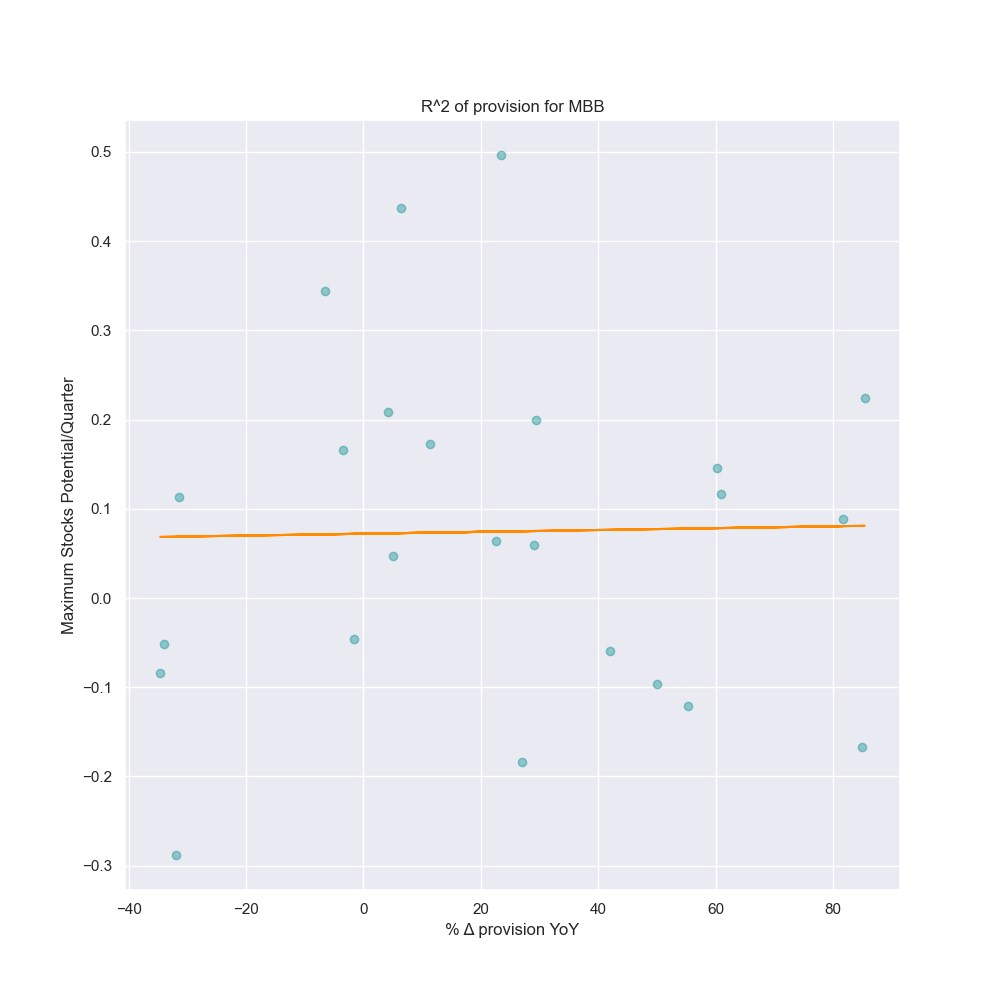 R^2 of provision for MBB
0.5
0.4
0.3
0.2
0.1
0.0
−0.1
−0.2
−0.3
Maximum Stocks Potential/Quarter
−40 −20 0 20 40 60 80
% Δ provision YoY